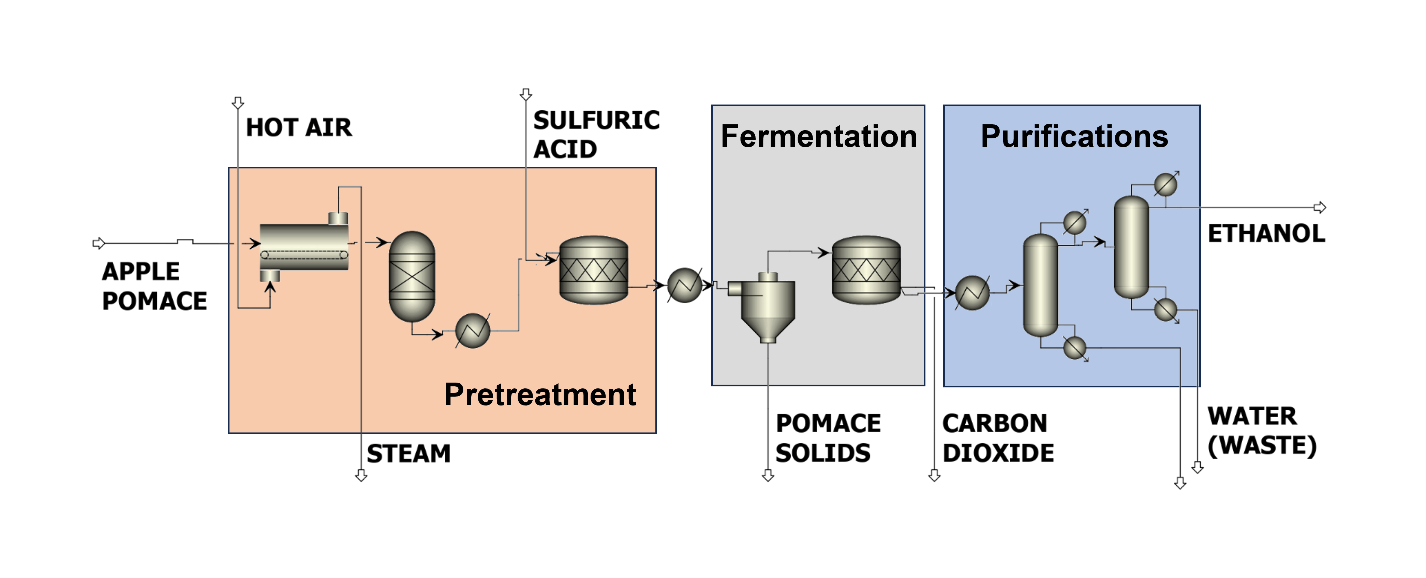 HOT AIR
SULFURIC
ACID
Fermentation
Purifications
APPLE
POMACE
ETHANOL
Pretreatment
STEAM
POMACE
SOLIDS
CARBON
DIOXIDE
WATER
(WASTE)